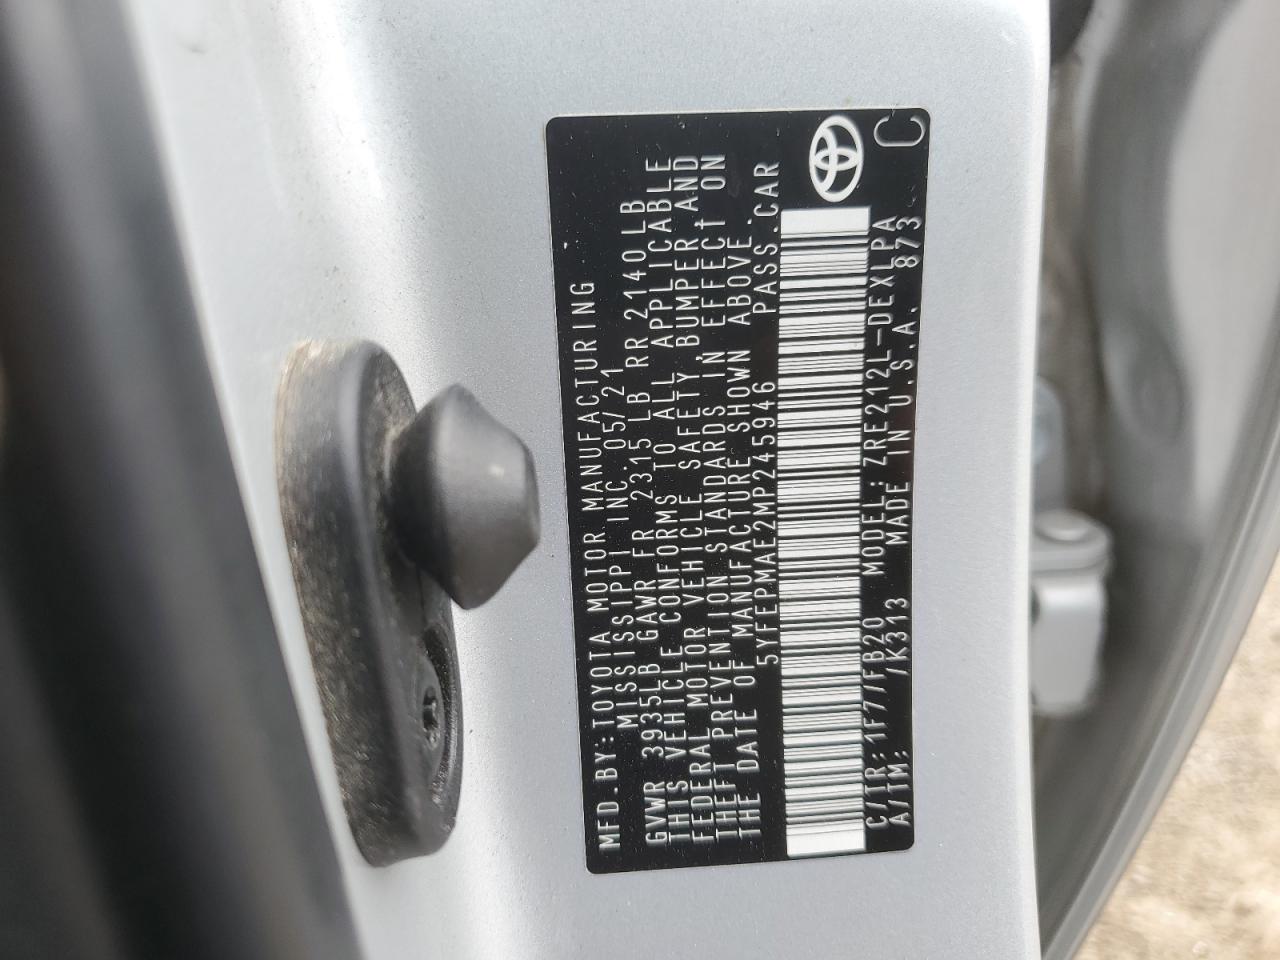 MFD.BY:TOYOTA MOTOR MANUFACTURING
MISSISSIPPI INC. 05/21
GVWR 3935LB GAWR FR 2315 LB RR 2140LB
THIS VEHICLE CONFORMS TO ALL APPLICABLE
FEDERAL MOTOR VEHICLE SAFETY,BUMPER,AND
THEFT PREVENTION STANDARDS IN EFFECT ON
THE DATE OF MANUFACTURE SHOWN ABOVE.
5YFEPMAE2MP245946 PASS.CAR
C/TR:1F7/FB20 MODEL:ZRE212L-DEXLPA
A/TM: /K313 MADE IN U.S.A. 873
C